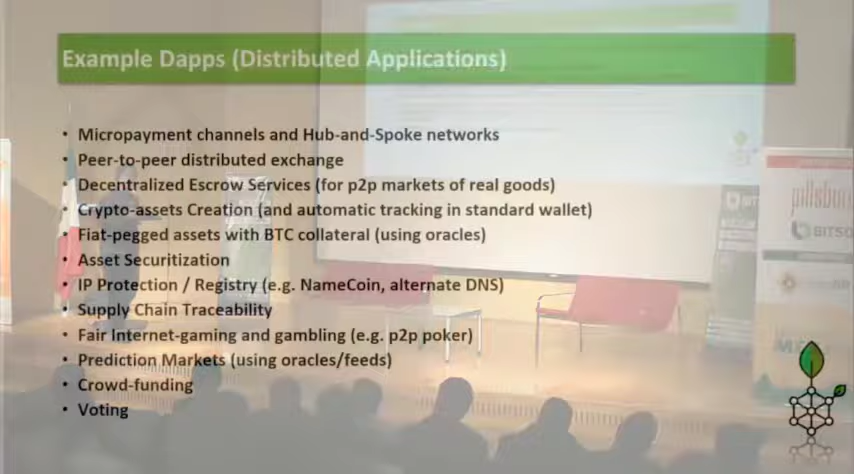 Example Dapps (Distributed Applications)
• Micropayment channels and Hub-and-Spoke networks
• Peer-to-peer distributed exchange
• Decentralized Escrow Services (for p2p markets of real goods)
• Crypto-assets Creation (and automatic tracking in standard wallet)
• Fiat-pegged assets with BTC collateral (using oracles)
• Asset Securitization
• IP Protection / Registry (e.g. NameCoin, alternate DNS)
• Supply Chain Traceability
• Fair Internet-gaming and gambling (e.g. p2p poker)
• Prediction Markets (using oracles/feeds)
• Crowd-funding
• Voting